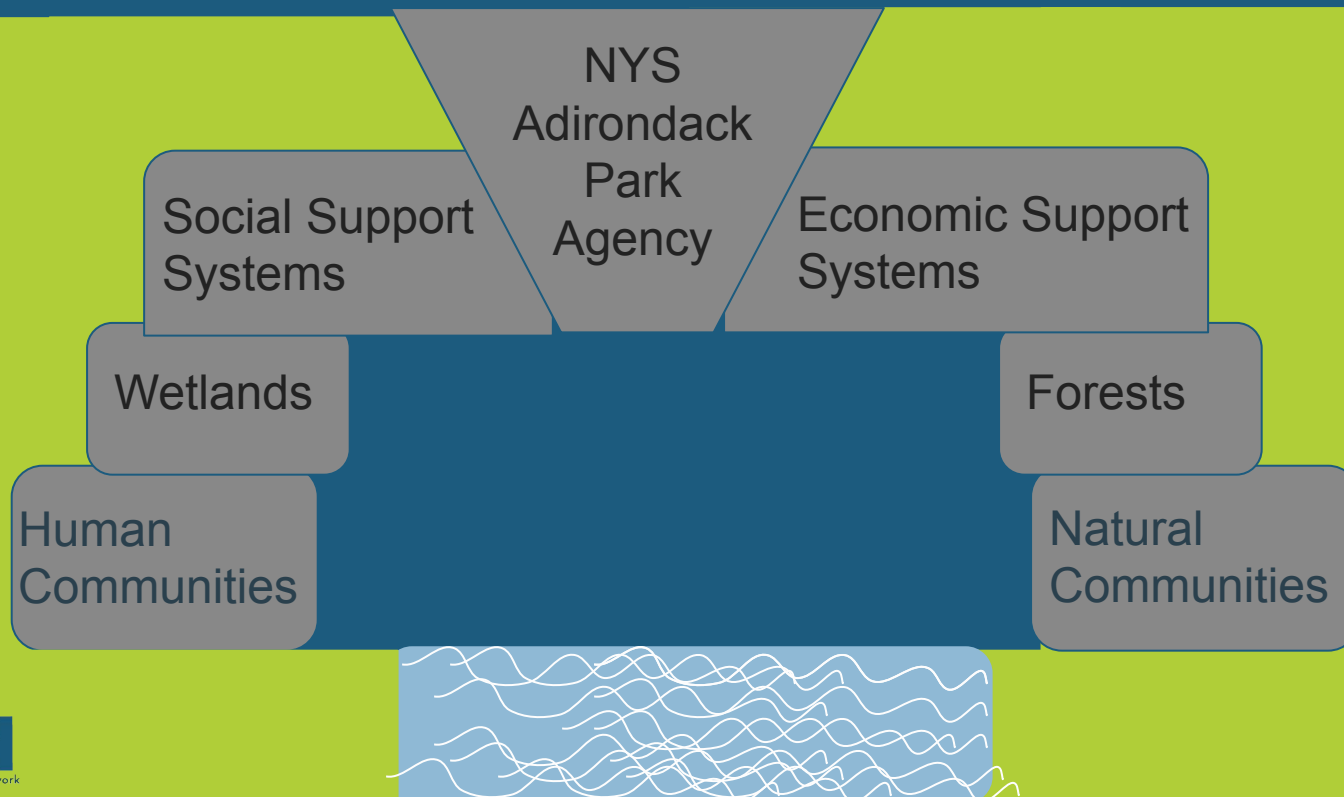 NYS
Adirondack
Park
Agency
Social Support
Systems
Economic Support
Systems
Wetlands
Forests
Human
Communities
Natural
Communities